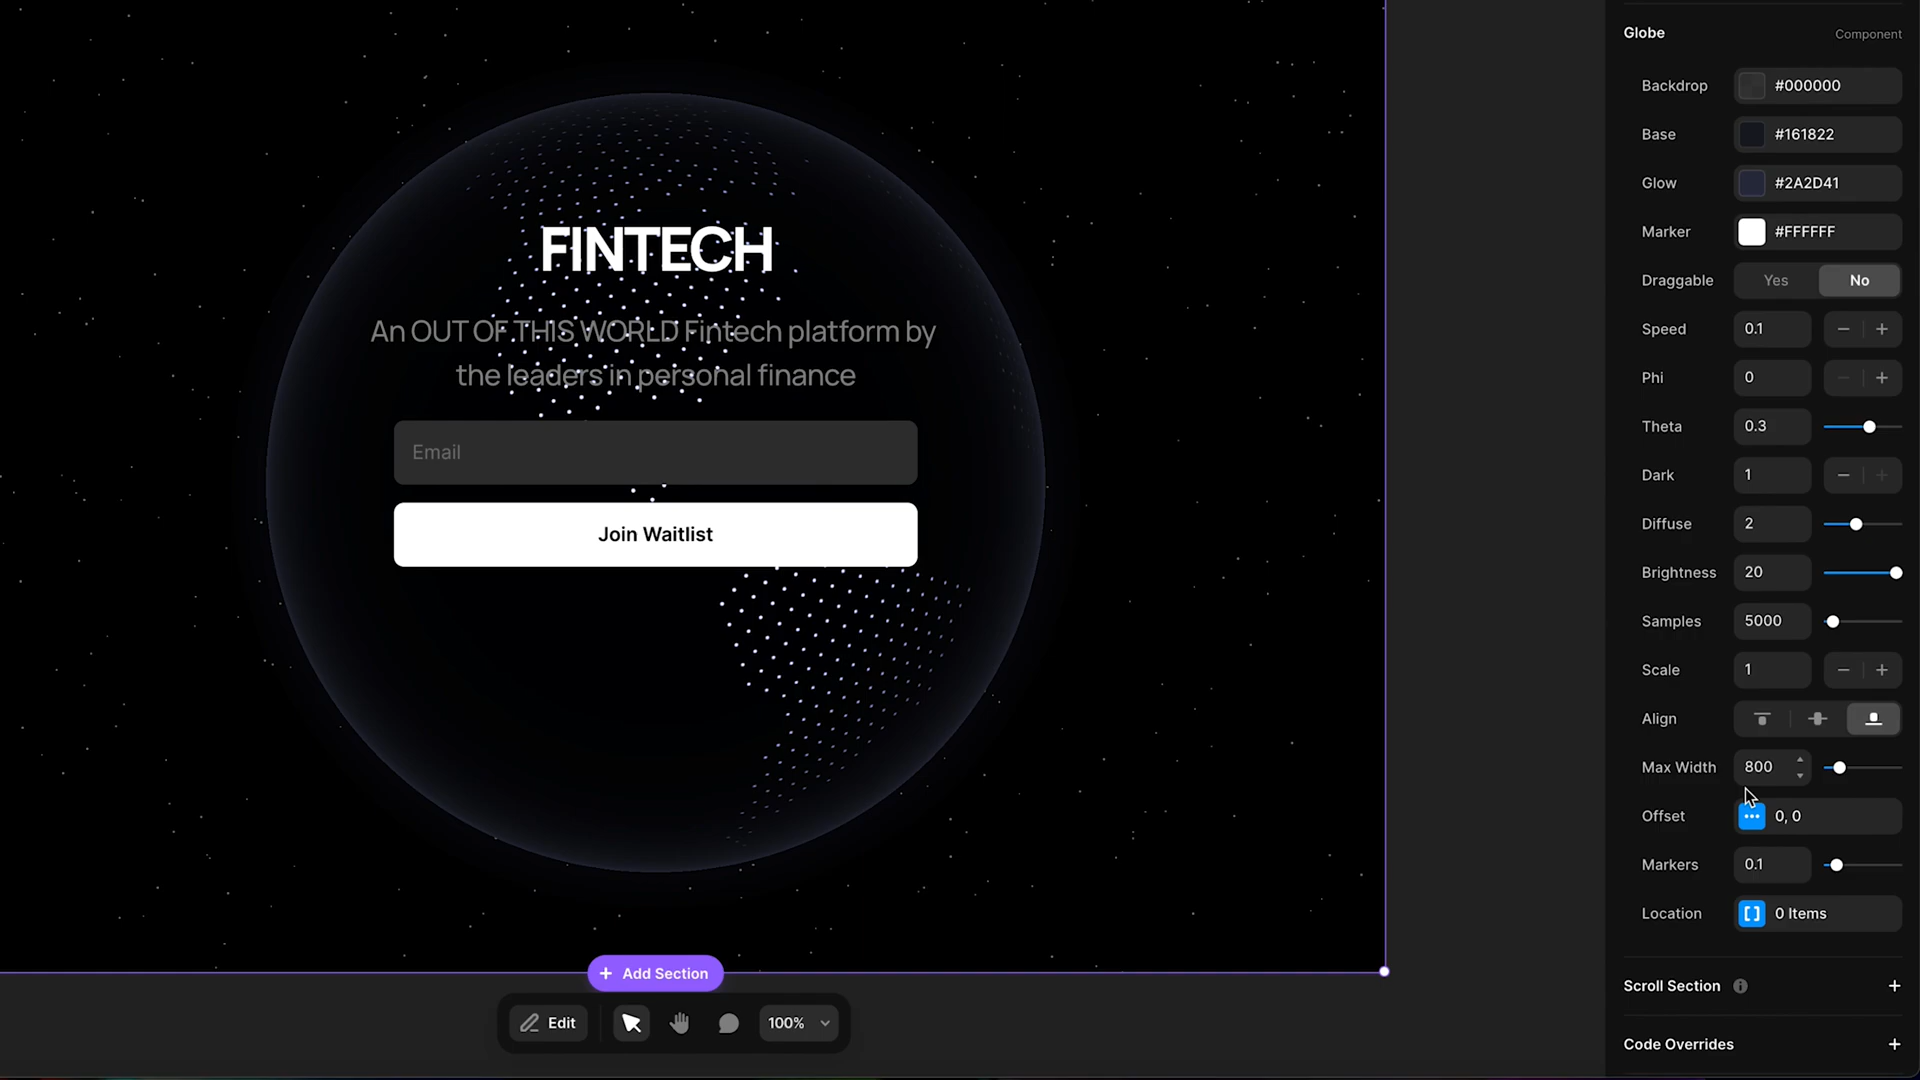 FINTECH
An OUT OF THIS WORLD Fintech platform by
the leaders in personal finance
Email
Join Waitlist
Add Section
Edit
100%
Globe Component
Backdrop #000000
Base #161822
Glow #2A2D41
Marker #FFFFFF
Draggable Yes No
Speed 0.1
Phi 0
Theta 0.3
Dark 1
Diffuse 2
Brightness 20
Samples 5000
Scale 1
Align
Max Width 800
Offset 0, 0
Markers 0.1
Location 0 Items
Scroll Section
Code Overrides